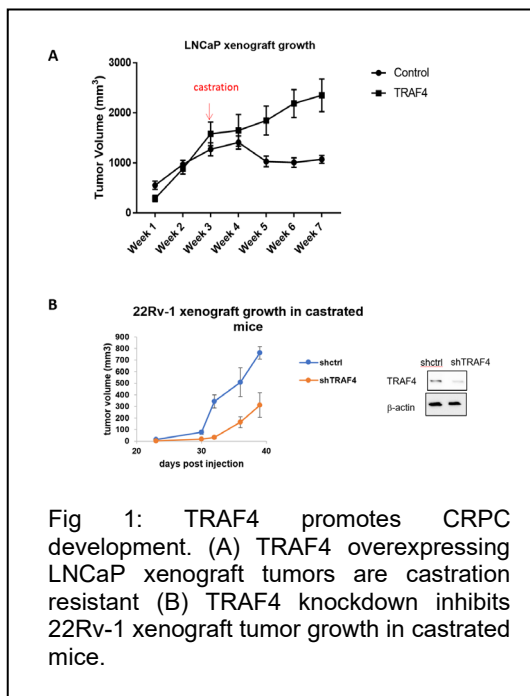 A
LNCaP xenograft growth
Tumor Volume (mm3)
3000
2000
1000
0
castration
Control
TRAF4
Week 1
Week 2
Week 3
Week 4
Week 5
Week 6
Week 7
B
22Rv-1 xenograft growth in castrated
mice
tumor volume (mm3)
900
800
700
600
500
400
300
200
100
0
20
30
40
days post injection
shctrl
shTRAF4
shctrl shTRAF4
TRAF4
β-actin
Fig 1: TRAF4 promotes CRPC
development. (A) TRAF4 overexpressing
LNCaP xenograft tumors are castration
resistant (B) TRAF4 knockdown inhibits
22Rv-1 xenograft tumor growth in castrated
mice.